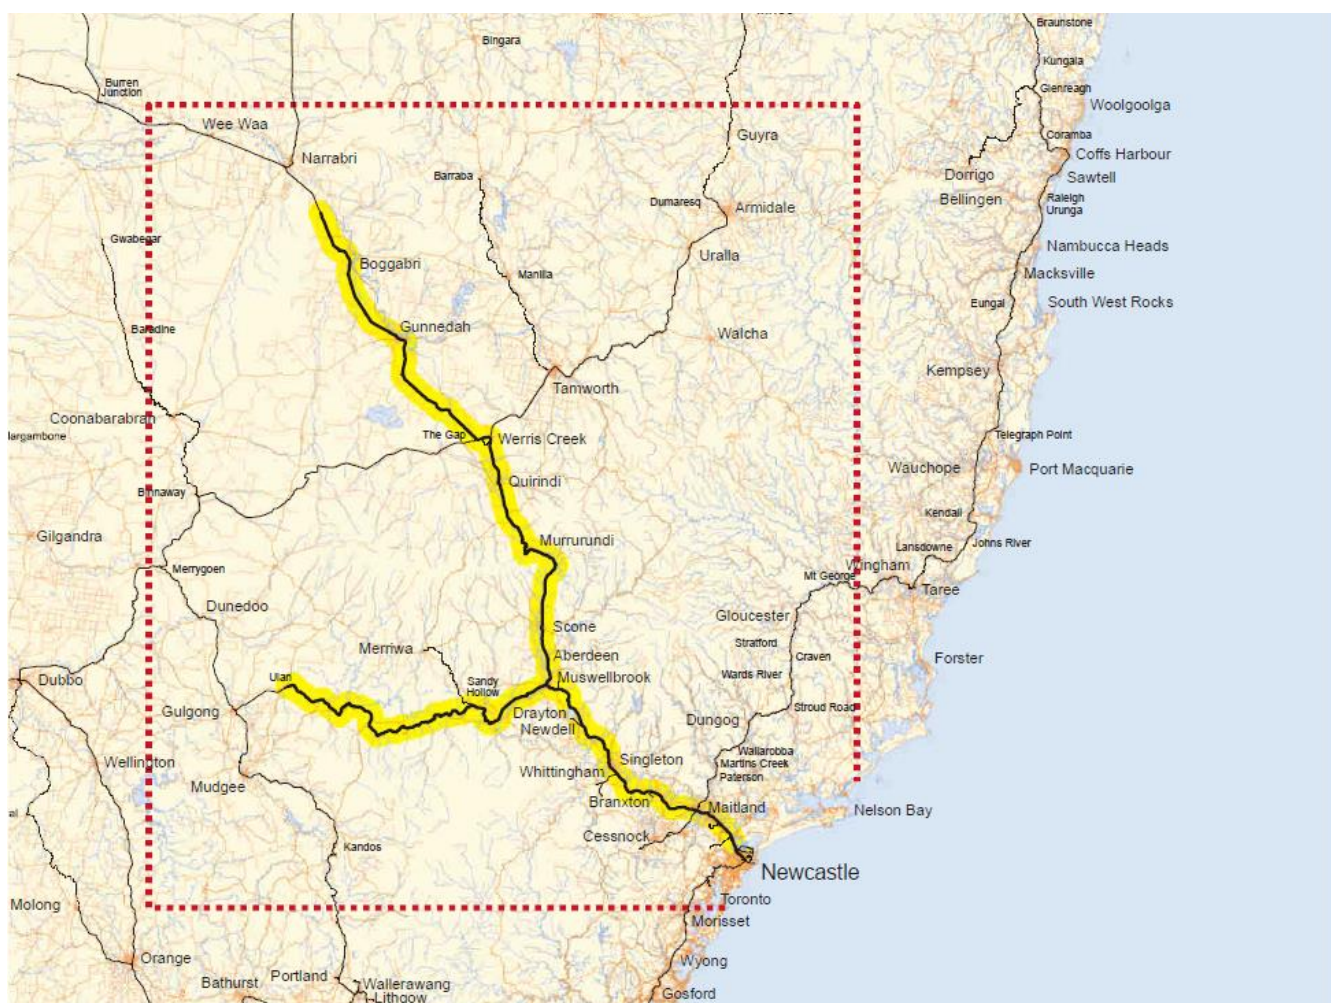 Braunstone
Bingara
Kungala
Burren
Junction
Glenreagh
Woolgoolga
Wee Waa
Guyra
Coramba
Narrabri
Coffs Harbour
Barraba
Dorrigo
Sawtell
Dumaresq
Armidale
Bellingen
Raleigh
Urunga
Gwabegar
Nambucca Heads
Uralla
Boggabri
Manilla
Macksville
Eungai
South West Rocks
Baradine
Gunnedah
Walcha
Kempsey
Tamworth
Coonabarabran
The Gap
Werris Creek
Telegraph Point
Wauchope
Port Macquarie
Quirindi
Binnaway
Kendall
Gilgandra
Murrurundi
Lansdowne
Johns River
Merrygoen
Wingham
Mt George
Taree
Dunedoo
Gloucester
Scone
Stratford
Merriwa
Aberdeen
Craven
Forster
Ulan
Sandy
Hollow
Muswellbrook
Wards River
Dubbo
Gulgong
Drayton
Newdell
Dungog
Stroud Road
Wallarobba
Singleton
Martins Creek
Wellington
Whittingham
Paterson
Mudgee
Branxton
Maitland
Nelson Bay
Cessnock
Kandos
Newcastle
Toronto
Molong
Morisset
Orange
Wyong
Portland
Bathurst
Wallerawang
Lithgow
Gosford